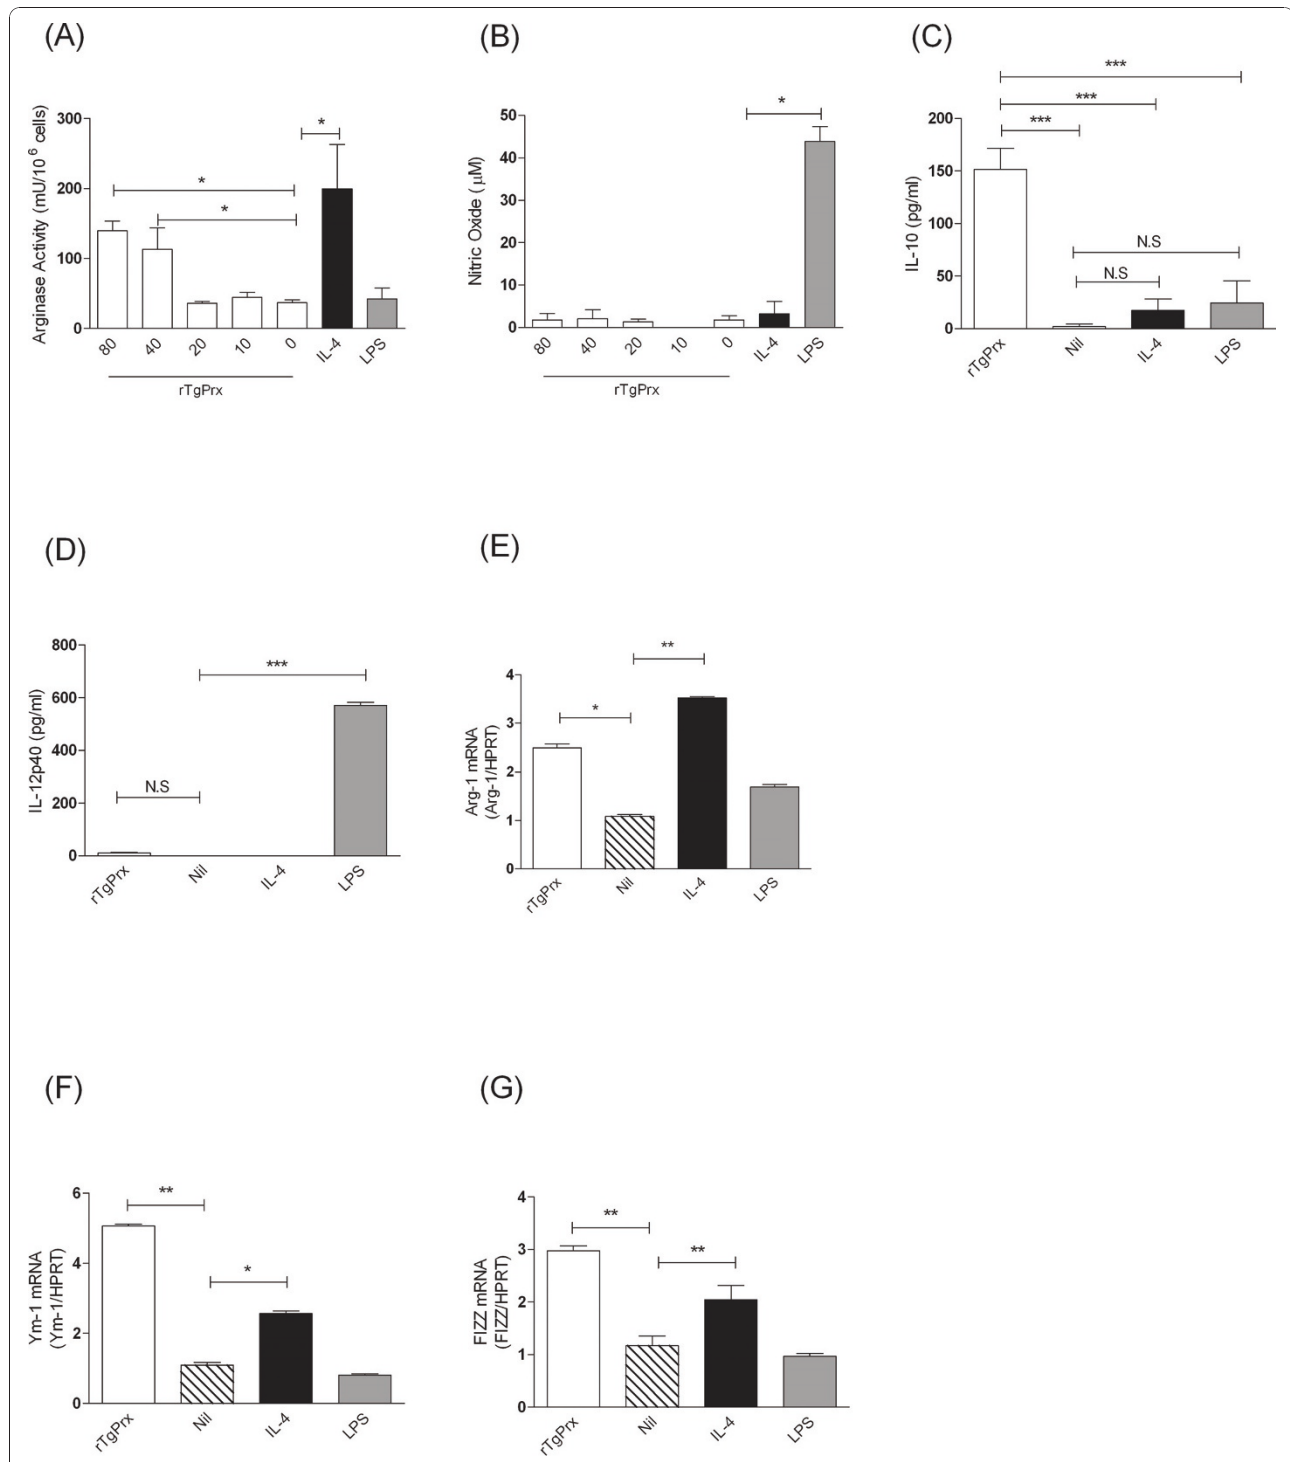 (A)
Arginase Activity (mU/10⁶ cells)
300
200
100
0
*
*
*
80
40
20
10
0
IL-4
LPS
rTgPrx
(B)
Nitric Oxide ( μM)
50
40
30
20
10
0
*
80
40
20
10
0
IL-4
LPS
rTgPrx
(C)
IL-10 (pg/ml)
200
150
100
50
0
***
***
***
N.S
N.S
rTgPrx
Nil
IL-4
LPS
(D)
IL-12p40 (pg/ml)
800
600
400
200
0
***
N.S
rTgPrx
Nil
IL-4
LPS
(E)
Arg-1 mRNA
(Arg-1/HPRT)
4
3
2
1
0
**
*
rTgPrx
Nil
IL-4
LPS
(F)
Ym-1 mRNA
(Ym-1/HPRT)
6
4
2
0
**
*
rTgPrx
Nil
IL-4
LPS
(G)
FIZZ mRNA
(FIZZ/HPRT)
4
3
2
1
0
**
**
rTgPrx
Nil
IL-4
LPS